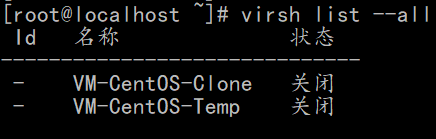 [root@localhost ~]# virsh list --all
Id 名称 状态
--------------------------------
- VM-CentOS-Clone 关闭
- VM-CentOS-Temp 关闭